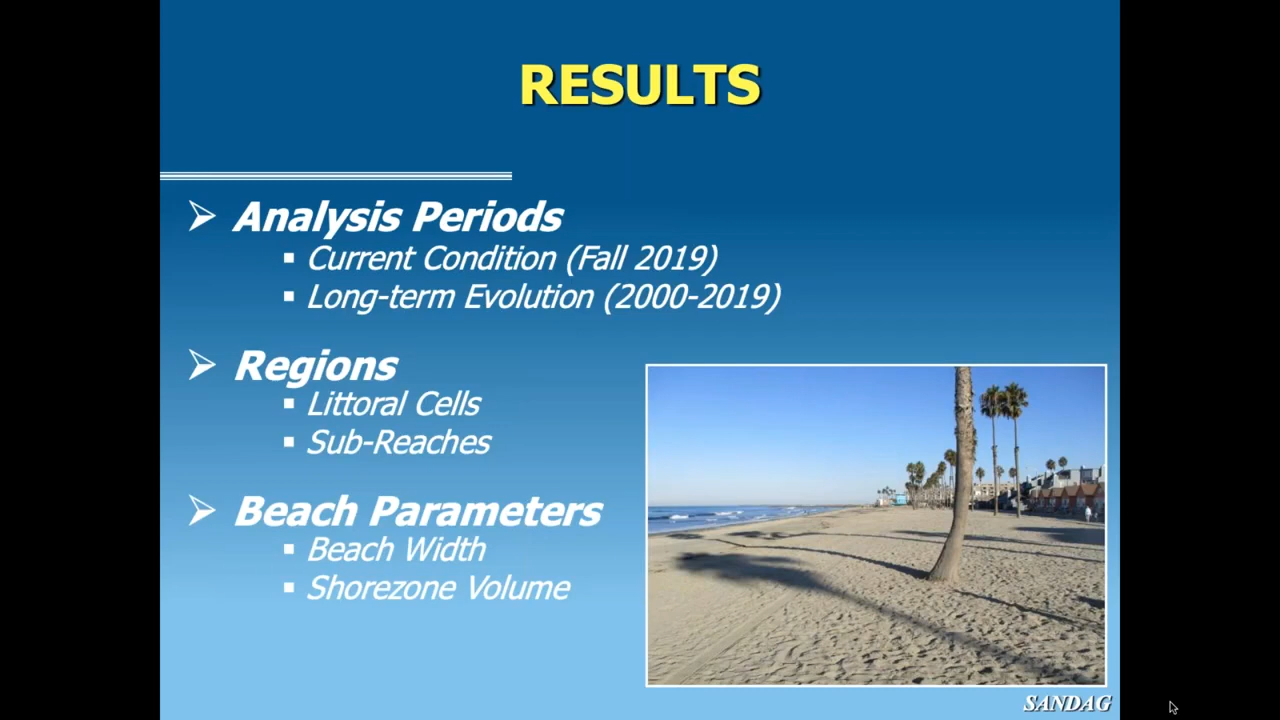 RESULTS
Analysis Periods
Current Condition (Fall 2019)
Long-term Evolution (2000-2019)
Regions
Littoral Cells
Sub-Reaches
Beach Parameters
Beach Width
Shorezone Volume
SANDAG